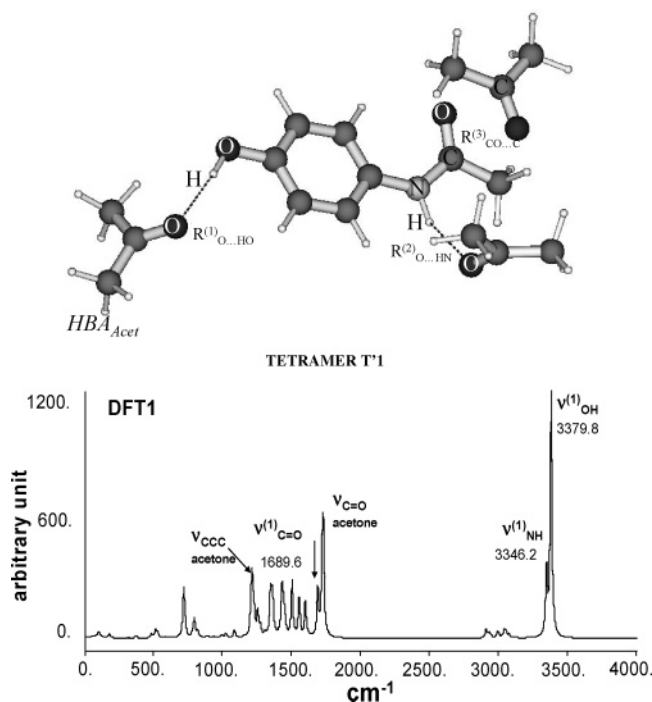 C
O
O
R(3)CO...C
O
C
N
H
H
O
R(1)O...HO
R(2)O...HN
O
HBAAcet
TETRAMER T'1
1200.
DFT1
ν(1)OH
3379.8
arbitrary unit
600.
νCCC
acetone
ν(1)C=O
1689.6
νC=O
acetone
ν(1)NH
3346.2
0.
0. 500. 1000. 1500. 2000. 2500. 3000. 3500. 4000.
cm-1